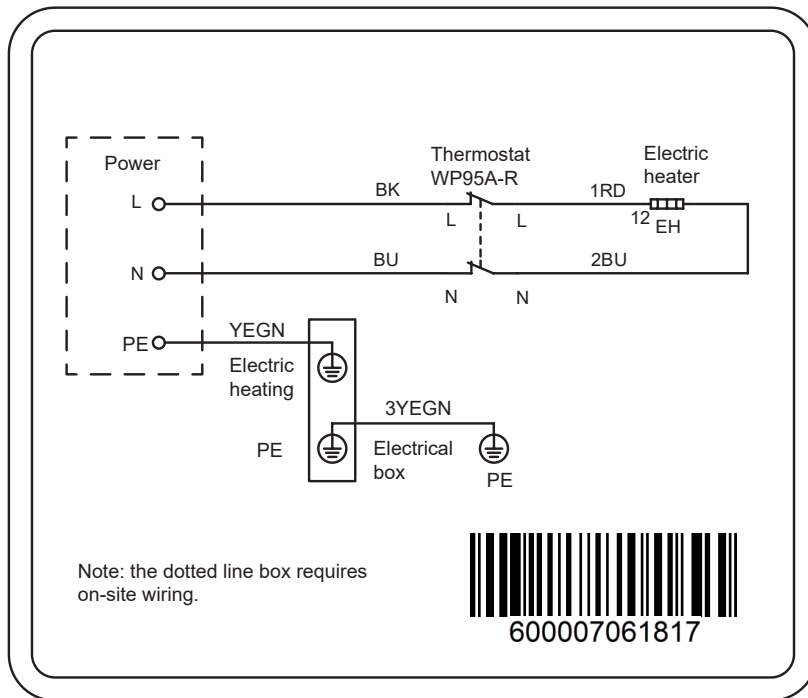 Power
Thermostat
WP95A-R
Electric
heater
L
BK
L
L
1RD
12
EH
N
BU
N
N
2BU
PE
YEGN
Electric
heating
3YEGN
PE
Electrical
box
PE
Note: the dotted line box requires
on-site wiring.
600007061817